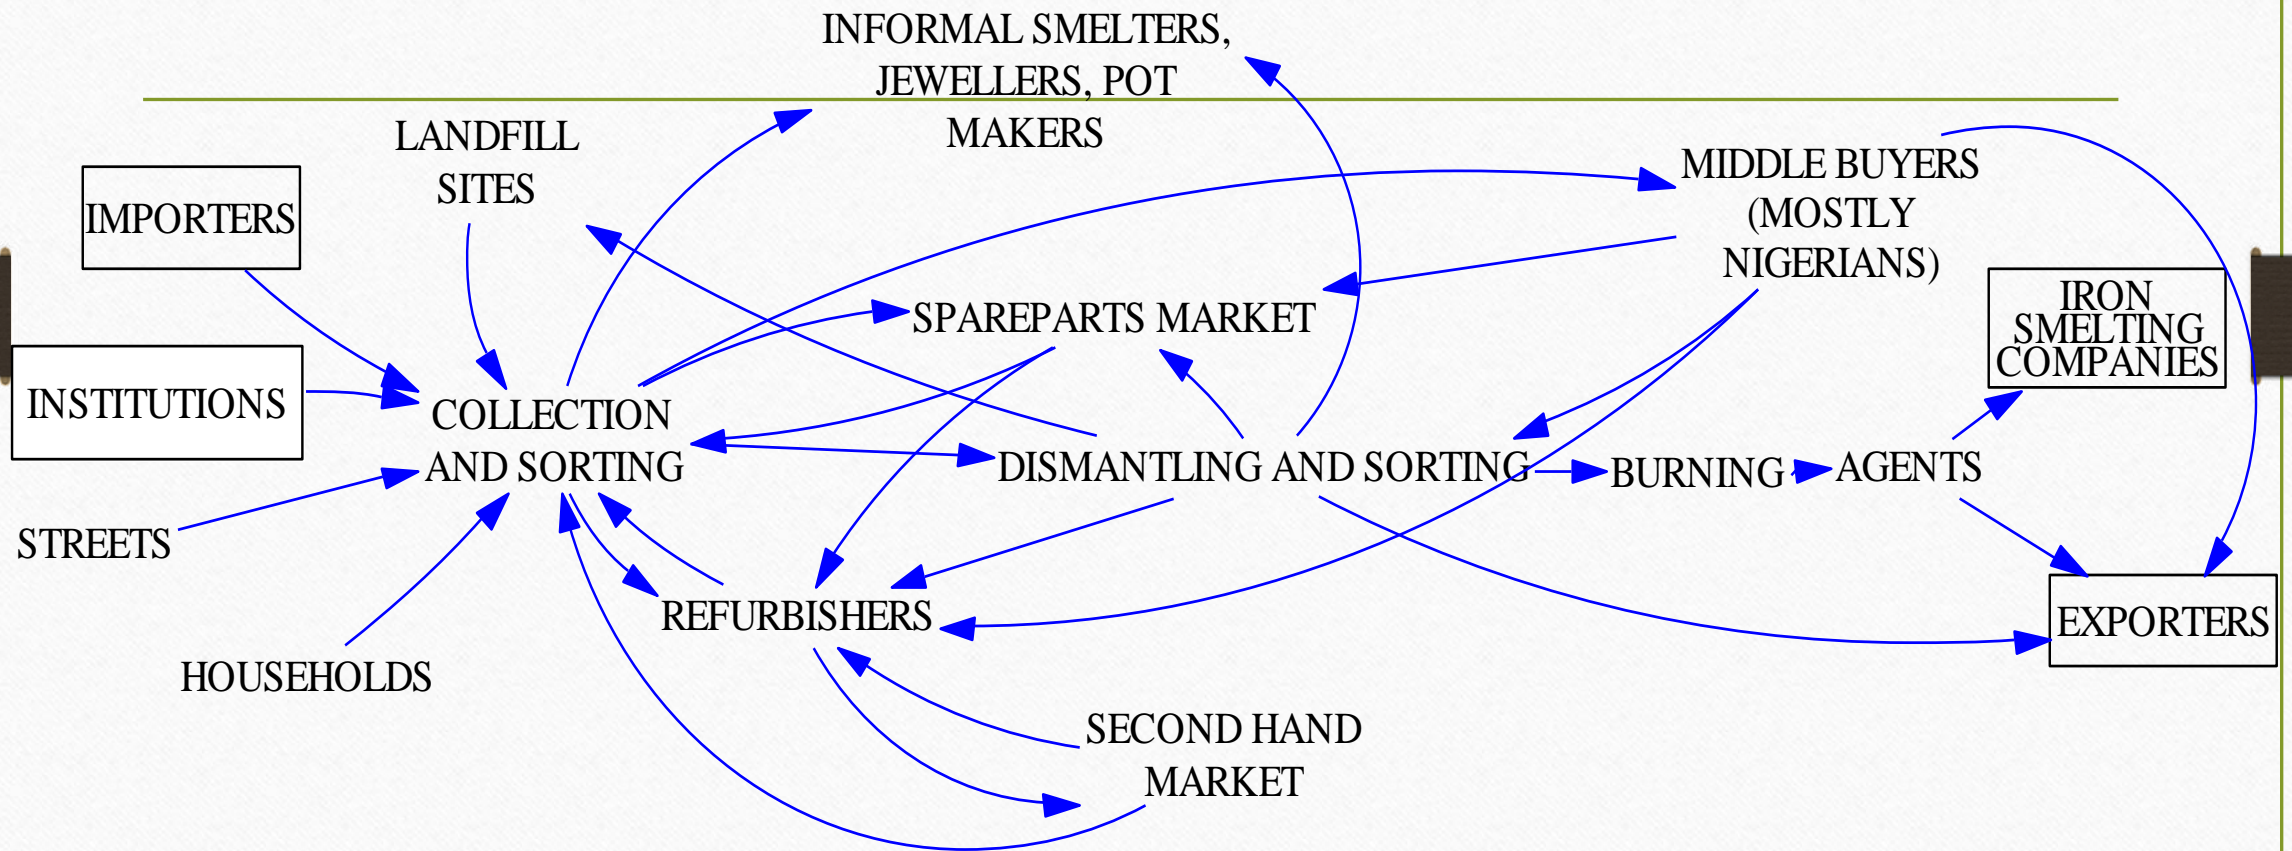 INFORMAL SMELTERS,
JEWELLERS, POT
MAKERS
LANDFILL
SITES
IMPORTERS
MIDDLE BUYERS
(MOSTLY
NIGERIANS)
IRON
SMELTING
COMPANIES
SPAREPARTS MARKET
INSTITUTIONS
COLLECTION
AND SORTING
DISMANTLING AND SORTING
BURNING
AGENTS
STREETS
REFURBISHERS
EXPORTERS
HOUSEHOLDS
SECOND HAND
MARKET